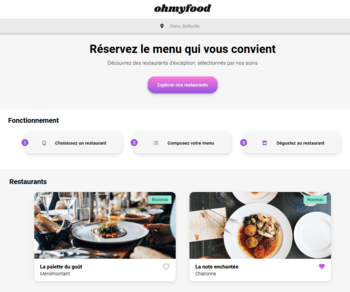 ohmyfood
Paris, Belleville
Réservez le menu qui vous convient
Découvrez des restaurants d'exception, sélectionnés par nos soins
Explorer nos restaurants
Fonctionnement
1 Choisissez un restaurant
2 Composez votre menu
3 Dégustez au restaurant
Restaurants
Nouveau
Nouveau
La palette du goût
Ménilmontant
La note enchantée
Charonne